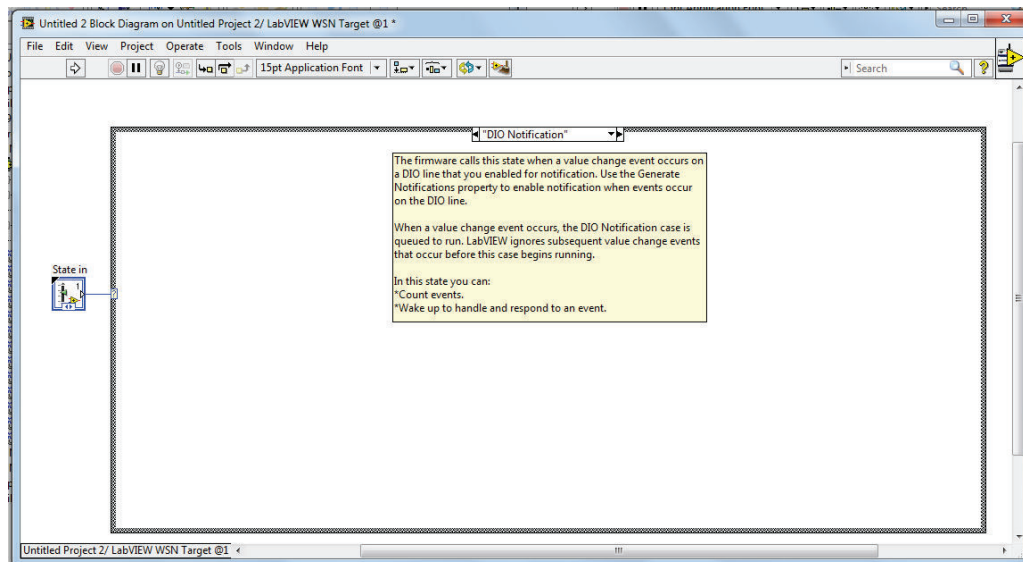 Untitled 2 Block Diagram on Untitled Project 2/ LabVIEW WSN Target @1 *
File Edit View Project Operate Tools Window Help
15pt Application Font
Search
"DIO Notification"
The firmware calls this state when a value change event occurs on
a DIO line that you enabled for notification. Use the Generate
Notifications property to enable notification when events occur
on the DIO line.
When a value change event occurs, the DIO Notification case is
queued to run. LabVIEW ignores subsequent value change events
that occur before this case begins running.
In this state you can:
*Count events.
*Wake up to handle and respond to an event.
State in
1
?
Untitled Project 2/ LabVIEW WSN Target @1